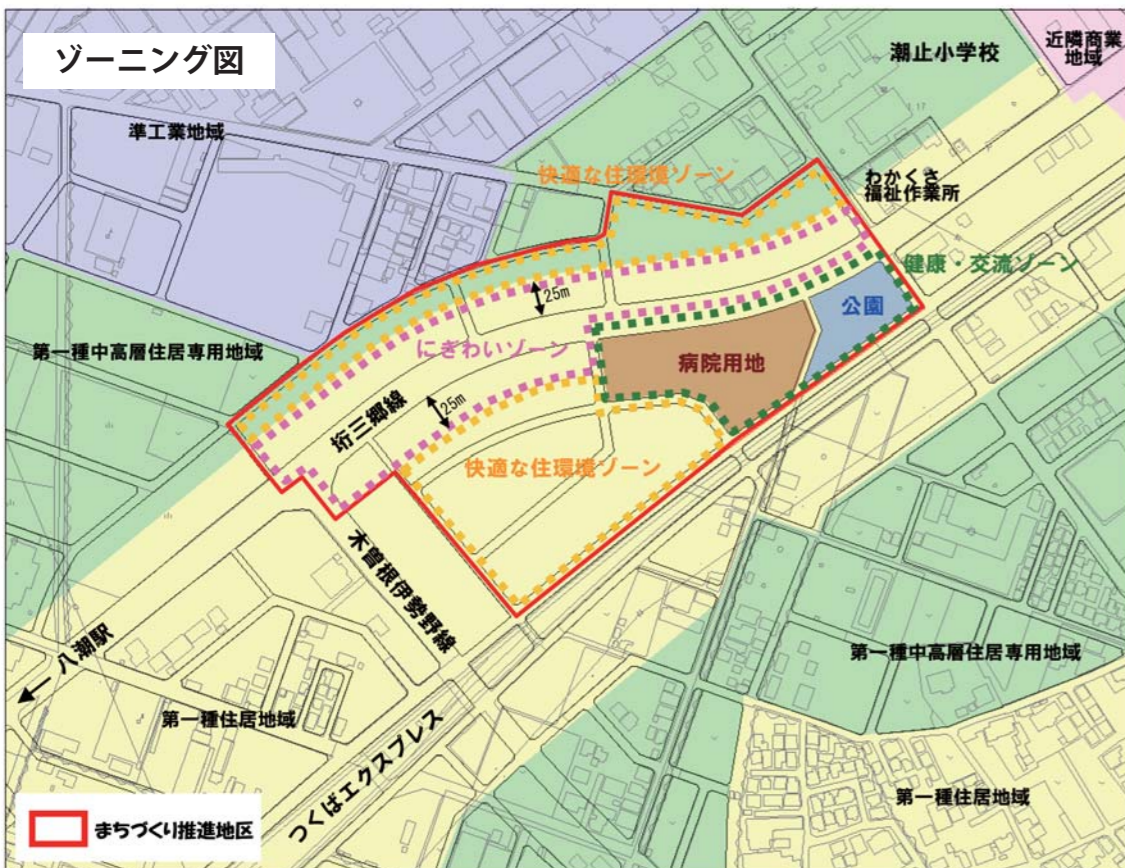 ゾーニング図
潮止小学校
近隣商業
地域
準工業地域
快適な住環境ゾーン
わかくさ
福祉作業所
健康・交流ゾーン
公園
25m
第一種中高層住居専用地域
にぎわいゾーン
病院用地
垳三郷線
25m
快適な住環境ゾーン
木曽根伊勢野線
八潮駅
第一種中高層住居専用地域
第一種住居地域
つくばエクスプレス
第一種住居地域
まちづくり推進地区